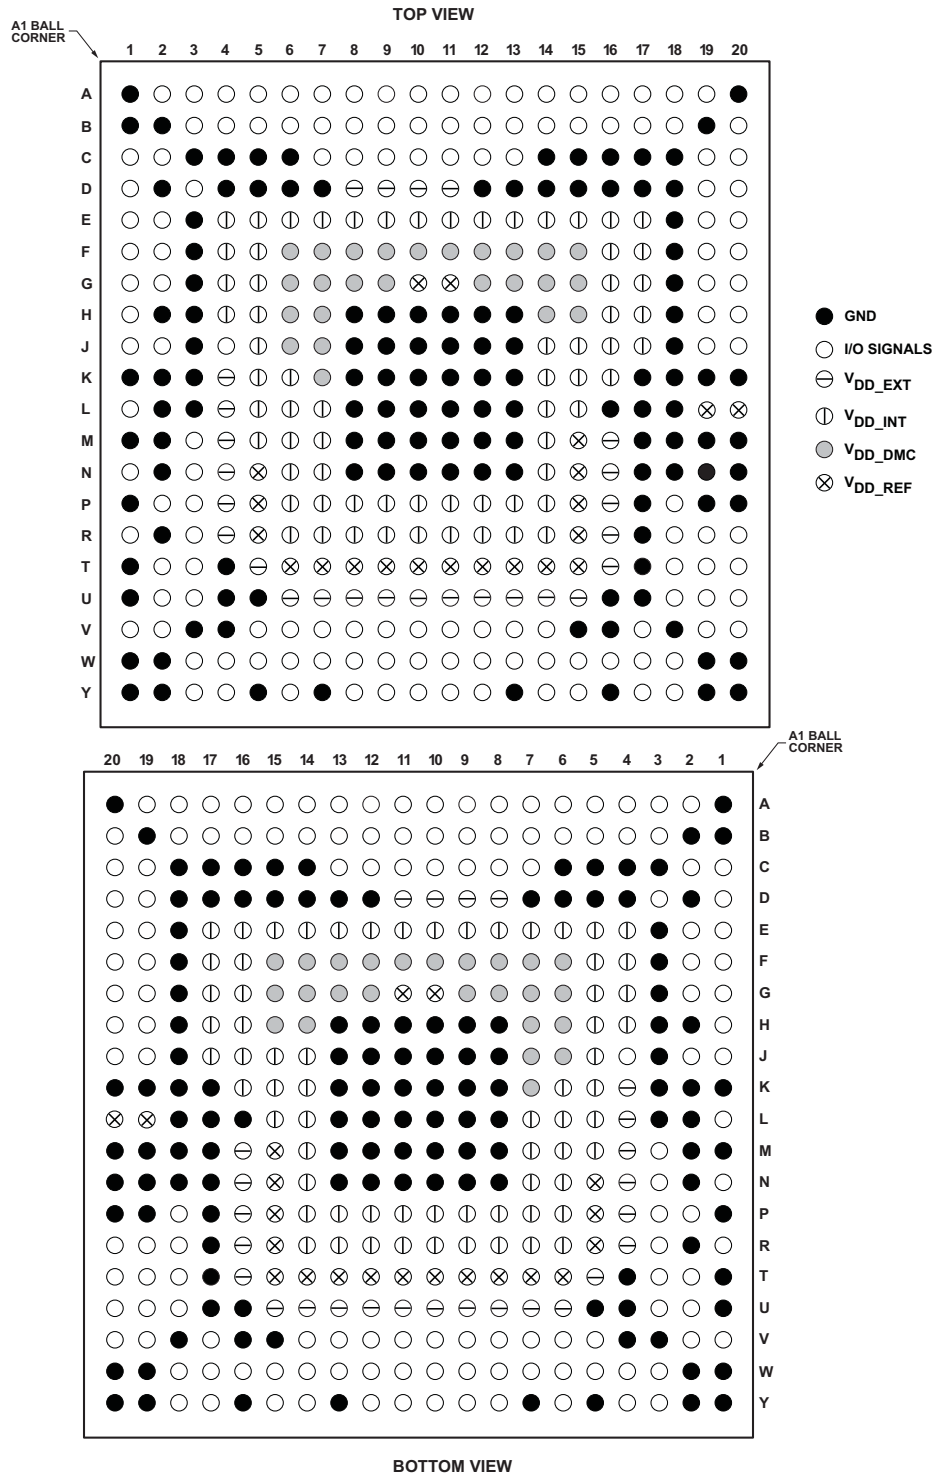 TOP VIEW
A1 BALL
CORNER
1 2 3 4 5 6 7 8 9 10 11 12 13 14 15 16 17 18 19 20
A
B
C
D
E
F
G
H
J
K
L
M
N
P
R
T
U
V
W
Y
GND
I/O SIGNALS
VDD_EXT
VDD_INT
VDD_DMC
VDD_REF
A1 BALL
CORNER
20 19 18 17 16 15 14 13 12 11 10 9 8 7 6 5 4 3 2 1
A
B
C
D
E
F
G
H
J
K
L
M
N
P
R
T
U
V
W
Y
BOTTOM VIEW